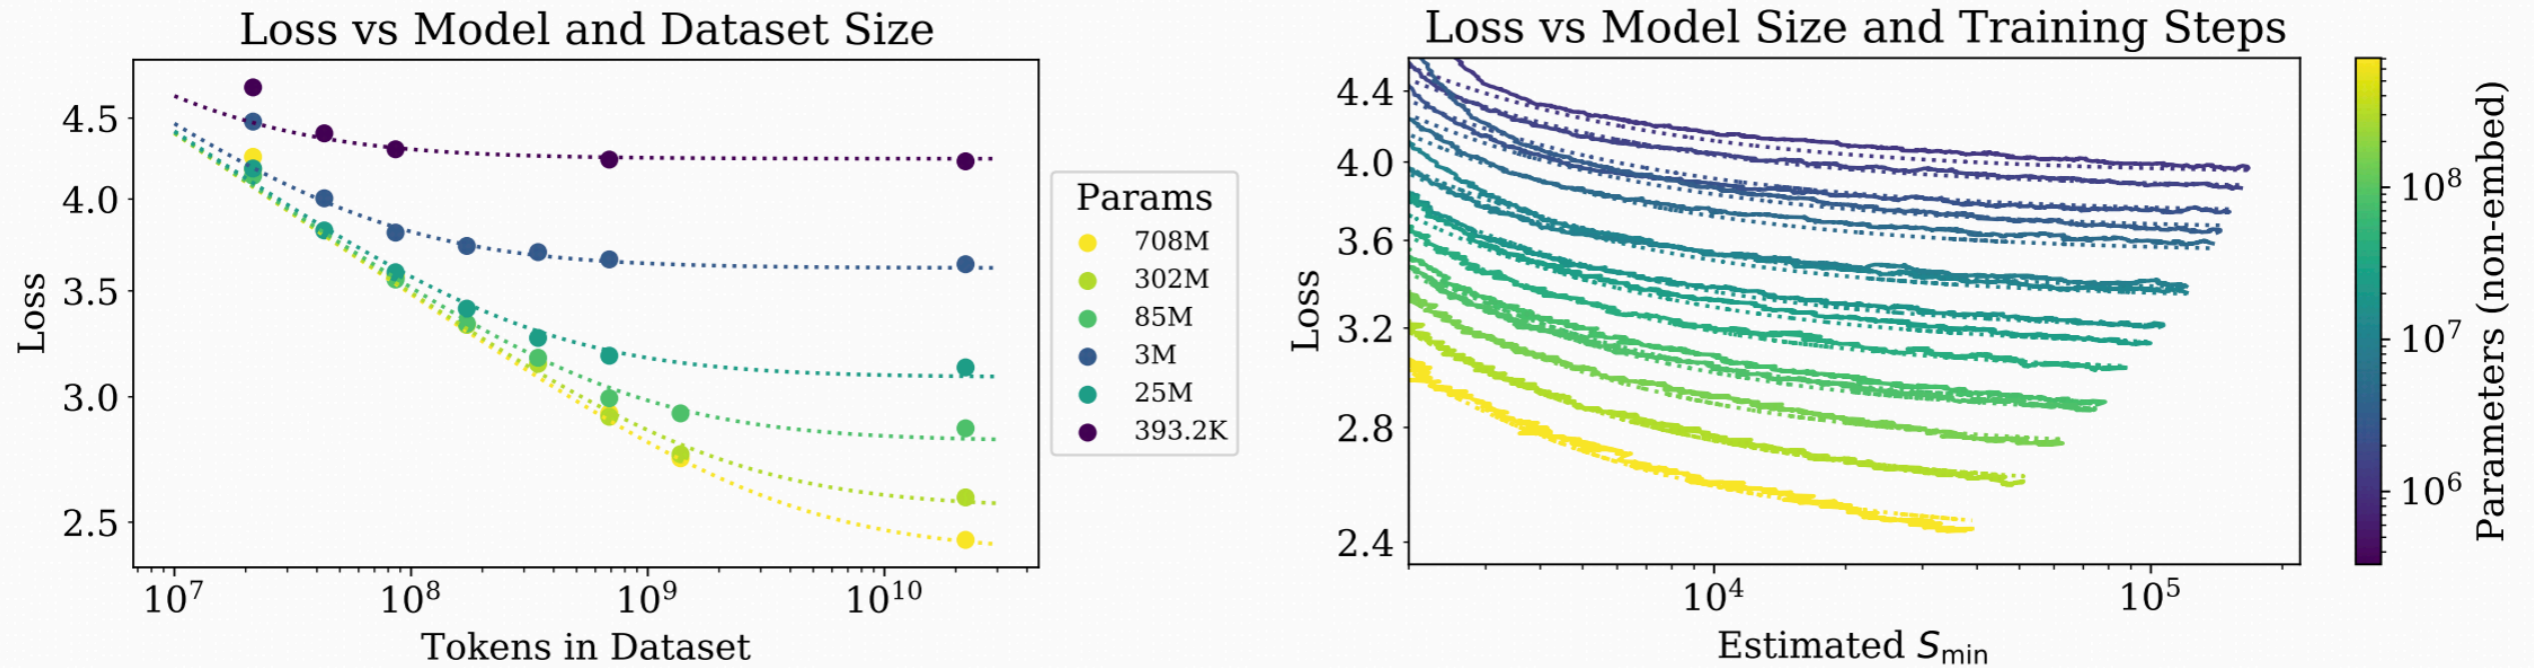 Loss vs Model and Dataset Size
4.5
4.0
3.5
3.0
2.5
Loss
10^7
10^8
10^9
10^10
Tokens in Dataset
Params
708M
302M
85M
3M
25M
393.2K
Loss vs Model Size and Training Steps
4.4
4.0
3.6
3.2
2.8
2.4
Loss
10^4
10^5
Estimated S_min
10^8
10^7
10^6
Parameters (non-embed)